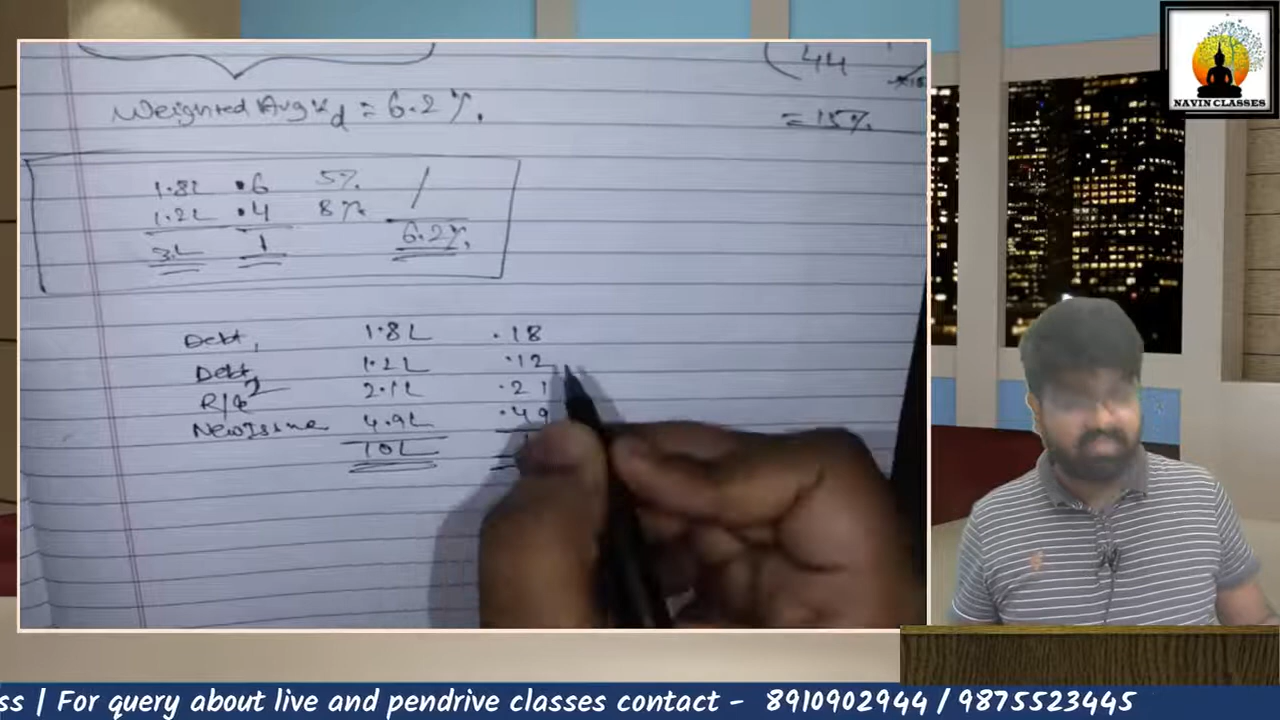 44
Weighted Avg Kd = 6.2%.
= 15%
1.8L .6 5% /
1.2L .4 8%
3L 1 6.2%
Debt, 1.8L .18
Debt2 1.2L .12
R/E 2.1L .21
New Issue 4.9L .49
10L
NAVIN CLASSES
ss | For query about live and pendrive classes contact - 8910902944 / 9875523445